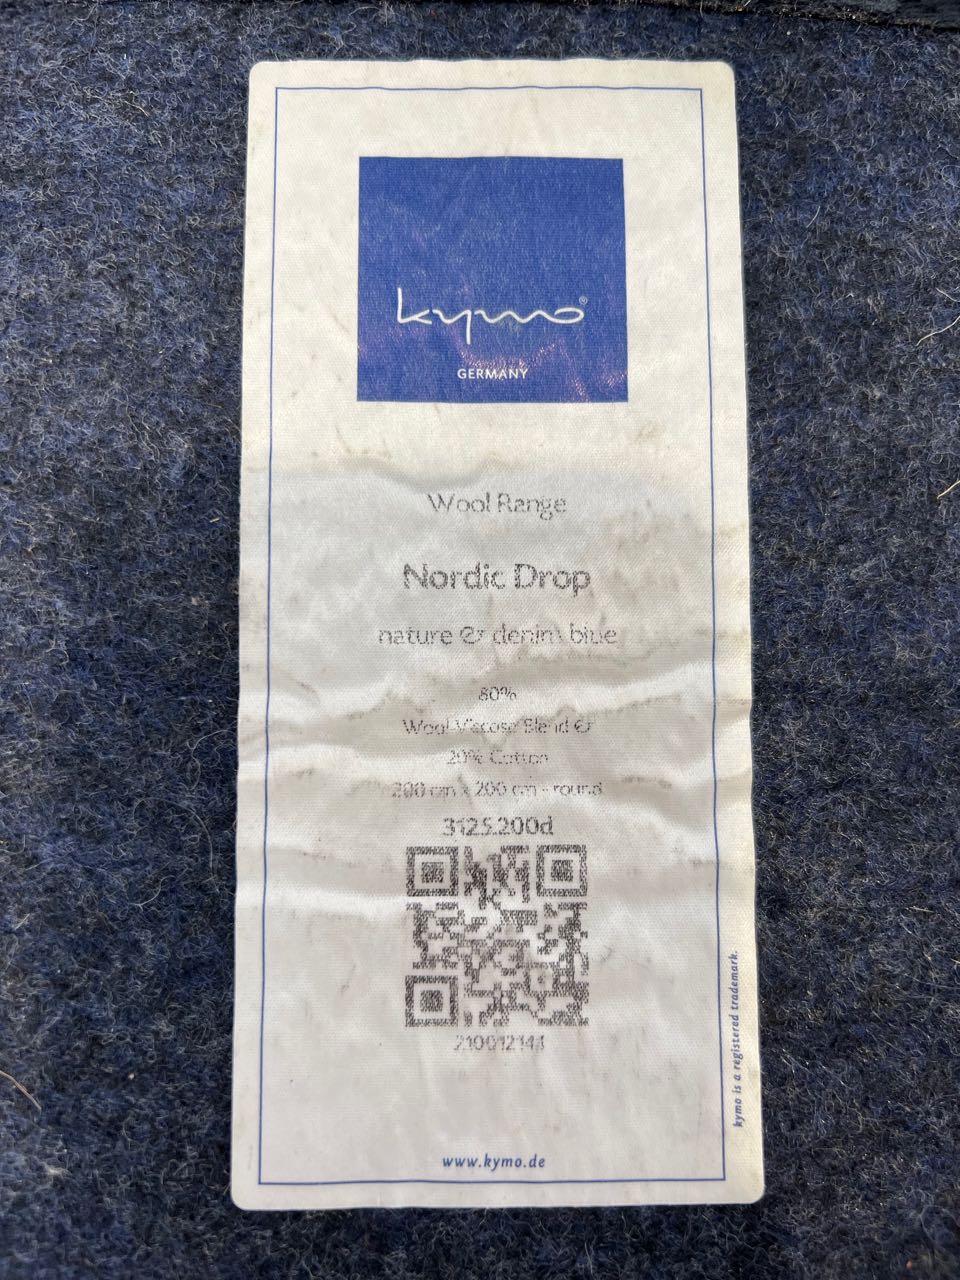 kymo®
GERMANY
Wool Range
Nordic Drop
nature & denim blue
80%
Wool-Viscose Blend &
20% Cotton
200 cm x 200 cm - round
3125.200d
210012144
www.kymo.de
kymo is a registered trademark.